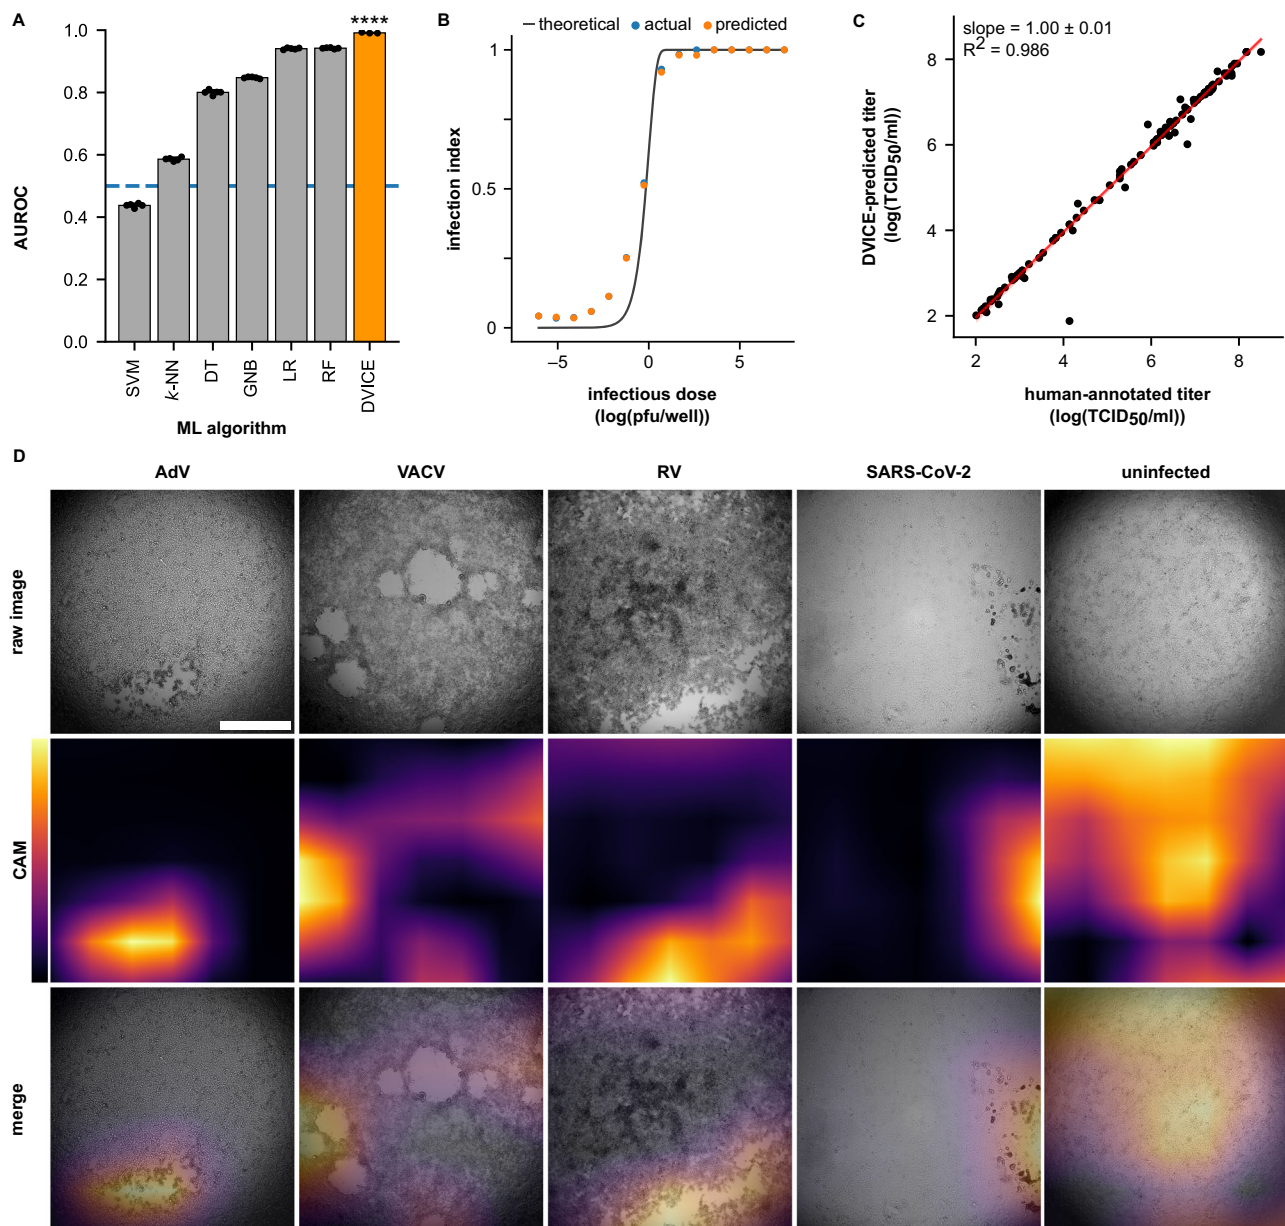 A
****
1.0
0.8
0.6
0.4
0.2
0.0
AUROC
SVM
k-NN
DT
GNB
LR
RF
DVICE
ML algorithm
B
theoretical actual predicted
1
0.5
0
infection index
−5 0 5
infectious dose
(log(pfu/well))
C
slope = 1.00 ± 0.01
R2 = 0.986
8
6
4
2
DVICE-predicted titer
(log(TCID50/ml))
2 4 6 8
human-annotated titer
(log(TCID50/ml))
D
AdV VACV RV SARS-CoV-2 uninfected
raw image
CAM
merge